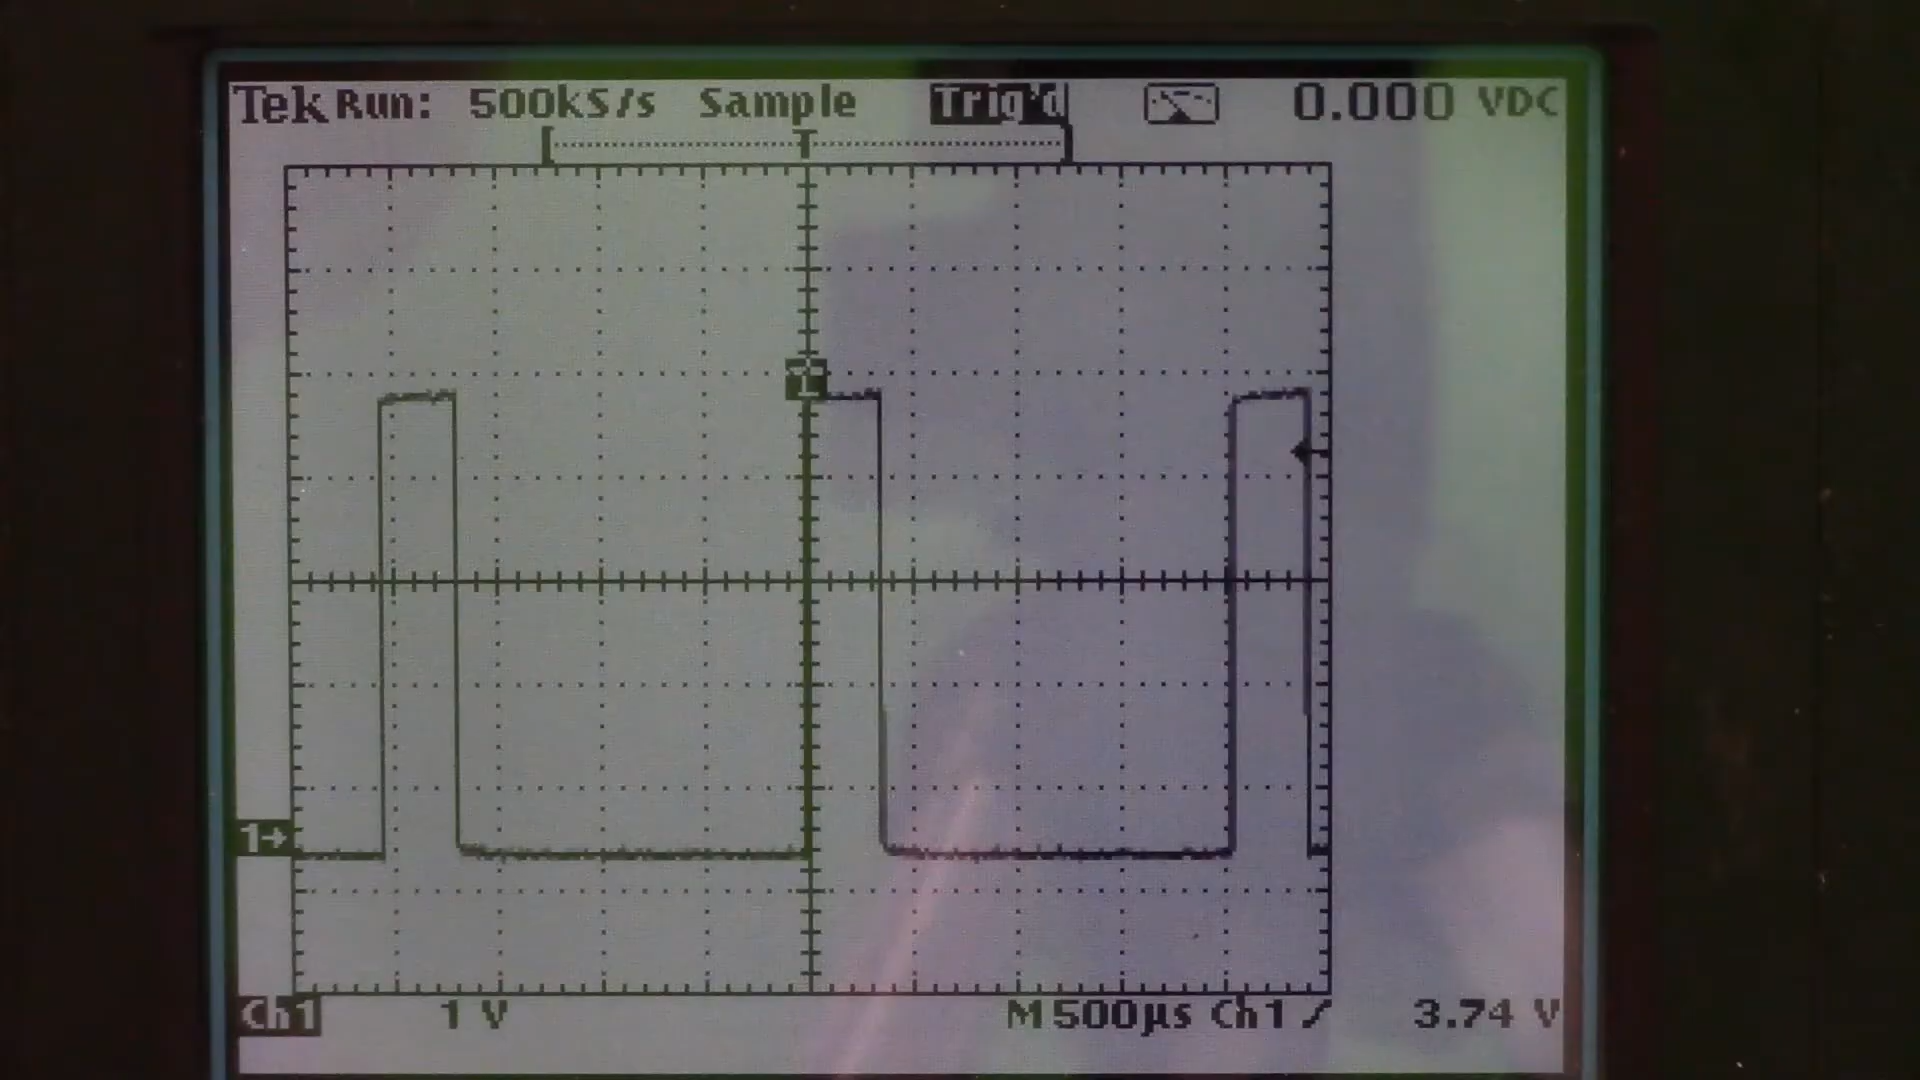 Tek Run: 500kS/s Sample Trig'd 0.000 VDC
T
T
1→
Ch1 1 V M 500µs Ch1 3.74 V